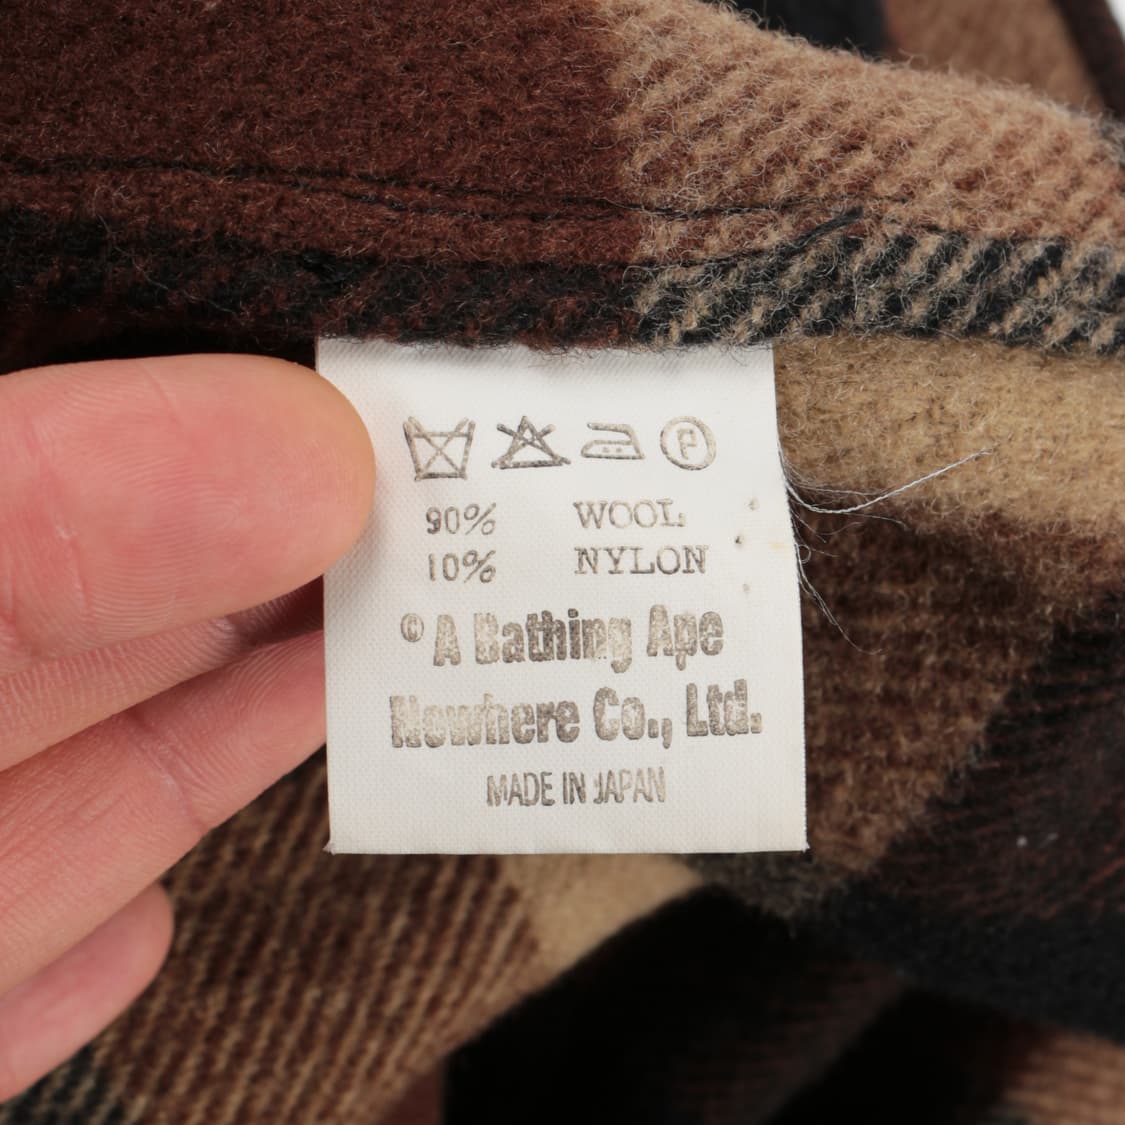 90% WOOL
10% NYLON
© A Bathing Ape
Nowhere Co., Ltd.
MADE IN JAPAN